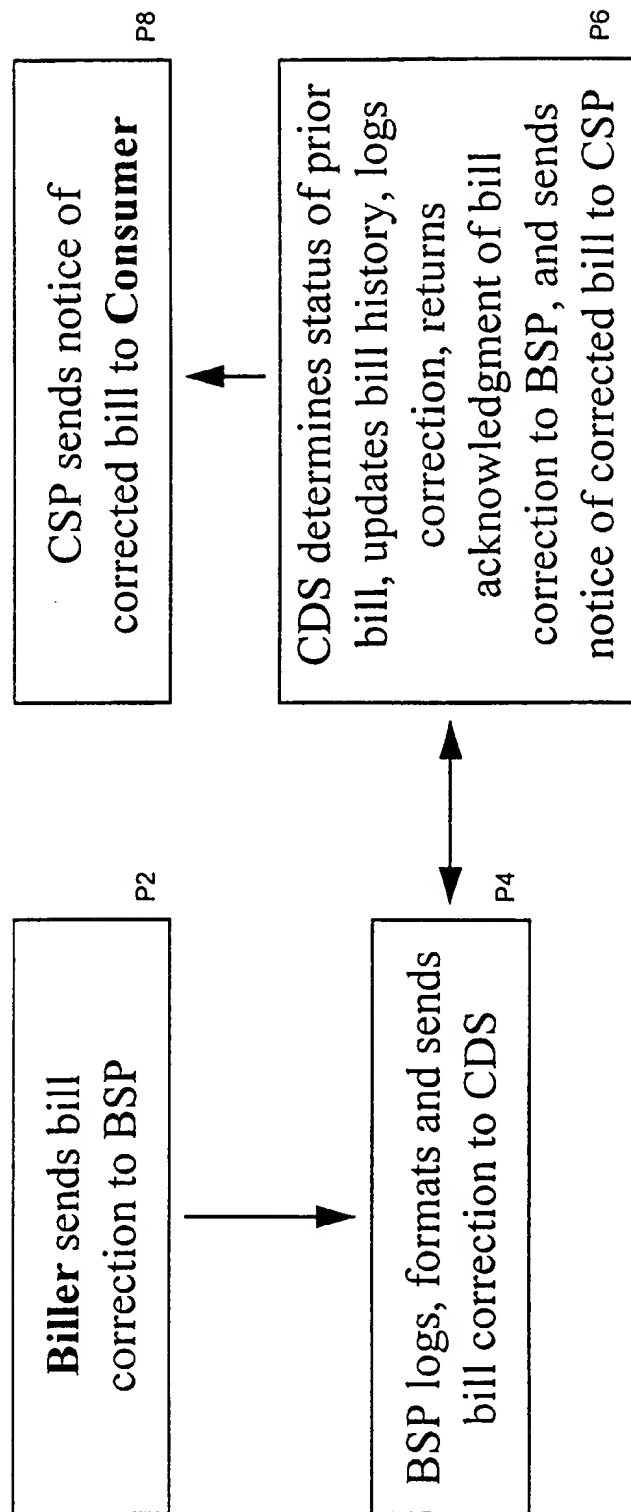 Biller sends bill
correction to BSP
P2
BSP logs, formats and sends
bill correction to CDS
P4
CDS determines status of prior
bill, updates bill history, logs
correction, returns
acknowledgment of bill
correction to BSP, and sends
notice of corrected bill to CSP
P6
CSP sends notice of
corrected bill to Consumer
P8